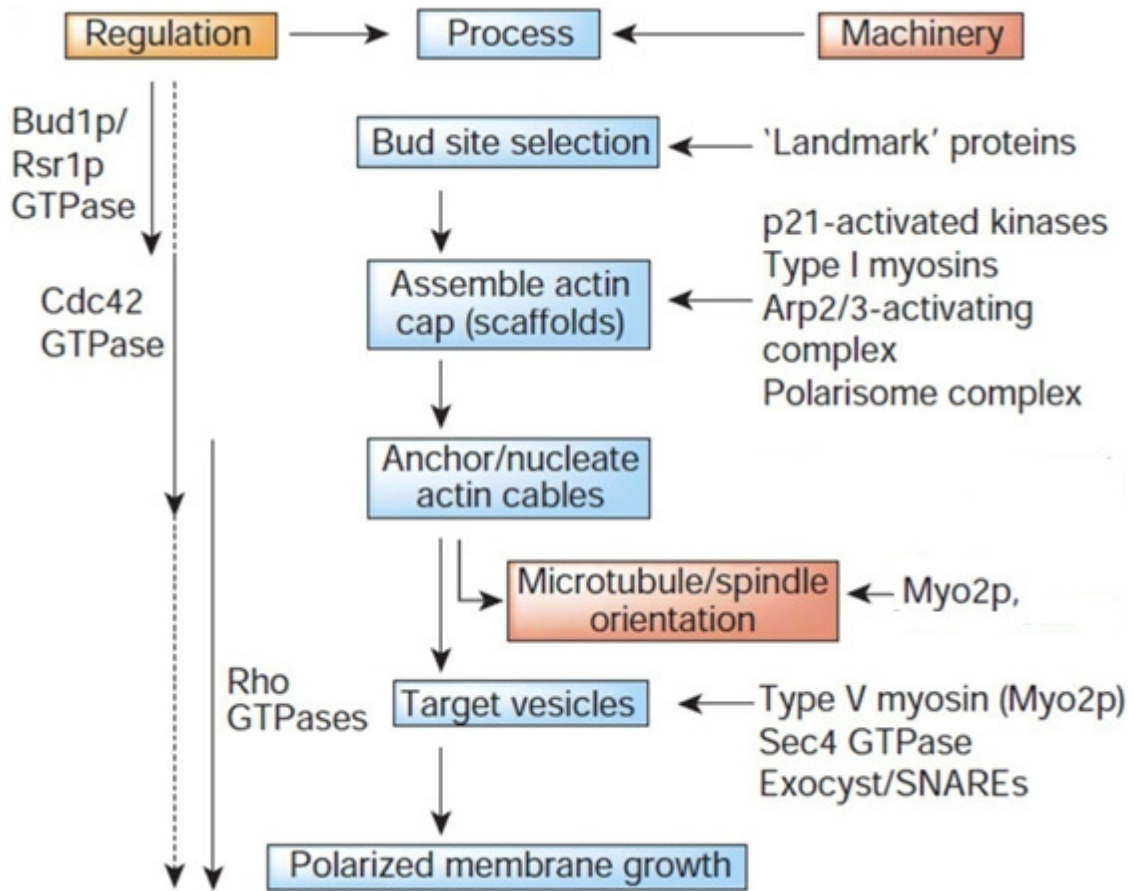 Regulation
Process
Machinery
Bud1p/
Rsr1p
GTPase
Bud site selection
‘Landmark’ proteins
Cdc42
GTPase
Assemble actin
cap (scaffolds)
p21-activated kinases
Type I myosins
Arp2/3-activating
complex
Polarisome complex
Anchor/nucleate
actin cables
Microtubule/spindle
orientation
Myo2p,
Rho
GTPases
Target vesicles
Type V myosin (Myo2p)
Sec4 GTPase
Exocyst/SNAREs
Polarized membrane growth